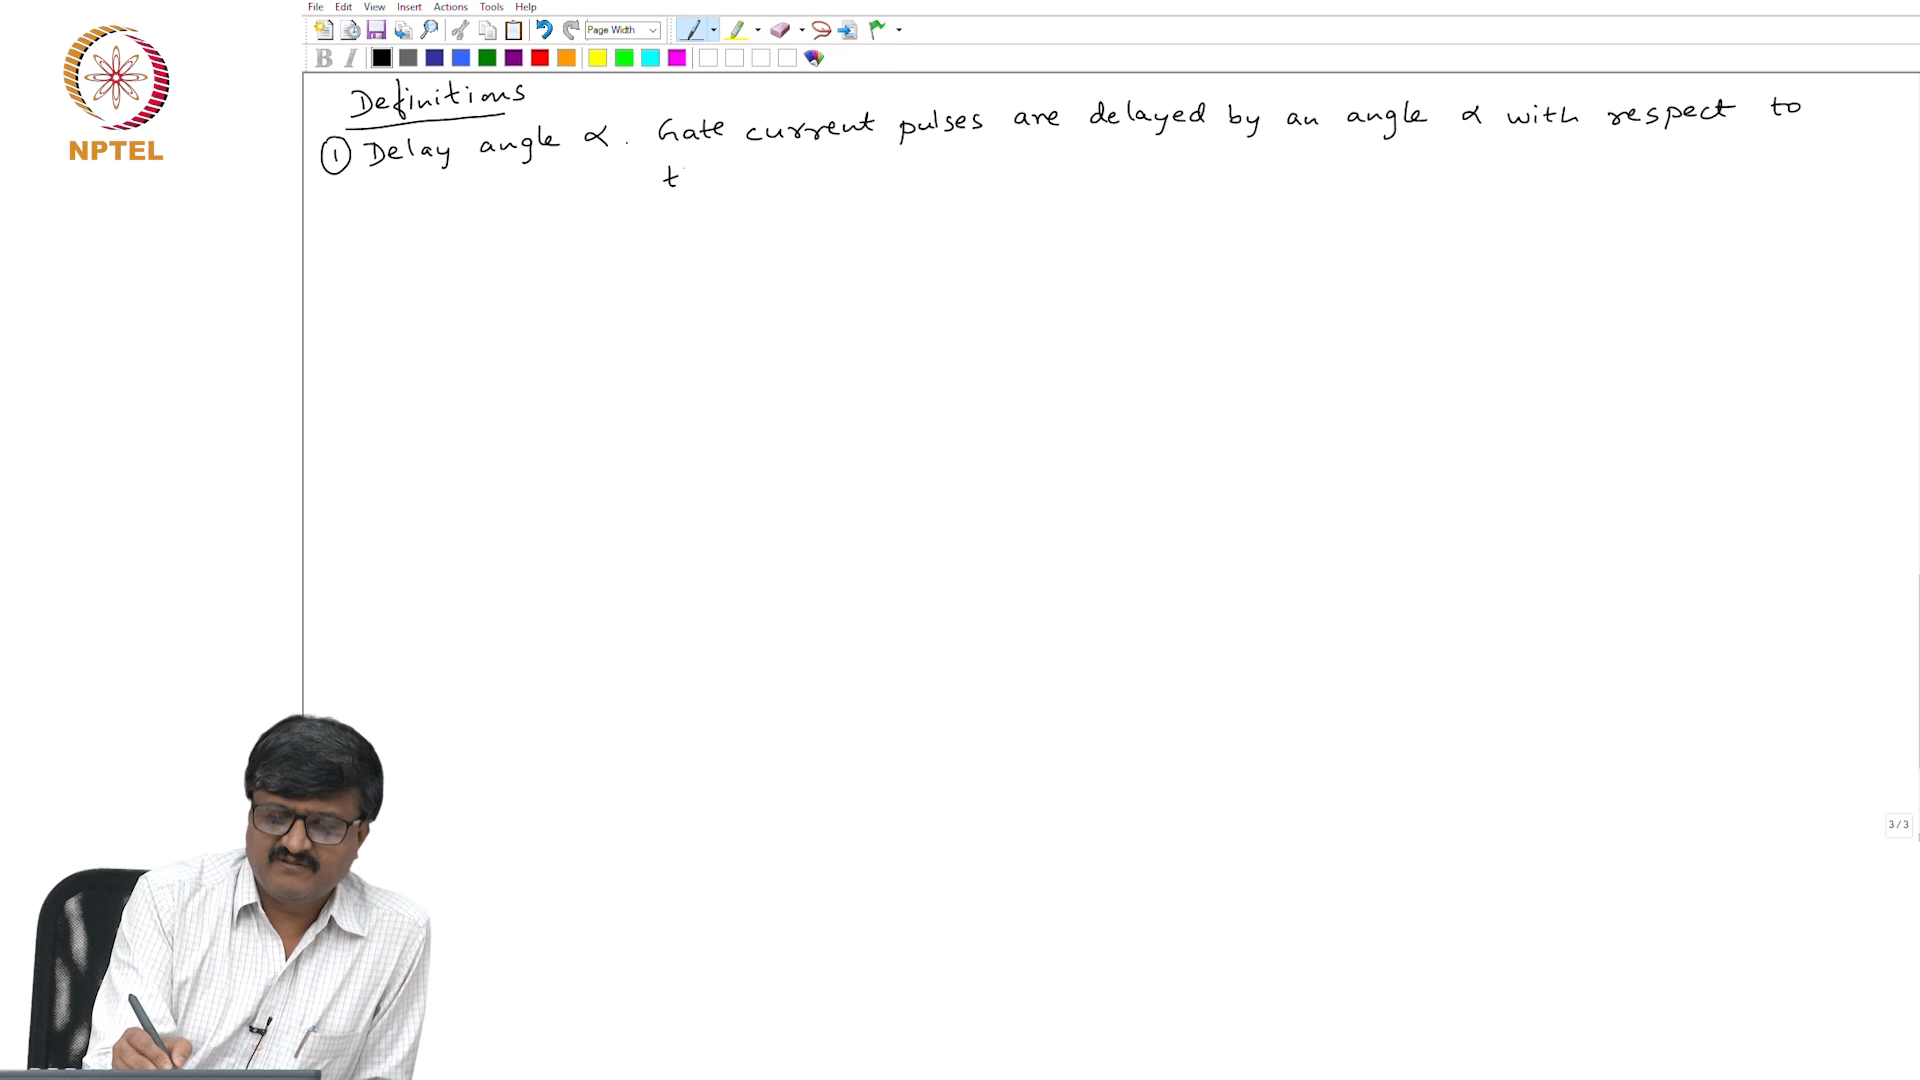 File Edit View Insert Actions Tools Help
Page Width
B I
NPTEL
Definitions
① Delay angle α. Gate current pulses are delayed by an angle α with respect to
t
3 / 3